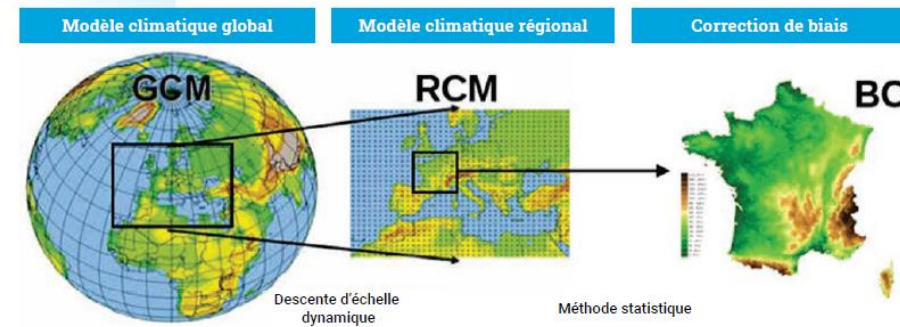 Modèle climatique global
Modèle climatique régional
Correction de biais
GCM
RCM
BC
Descente d'échelle
dynamique
Méthode statistique